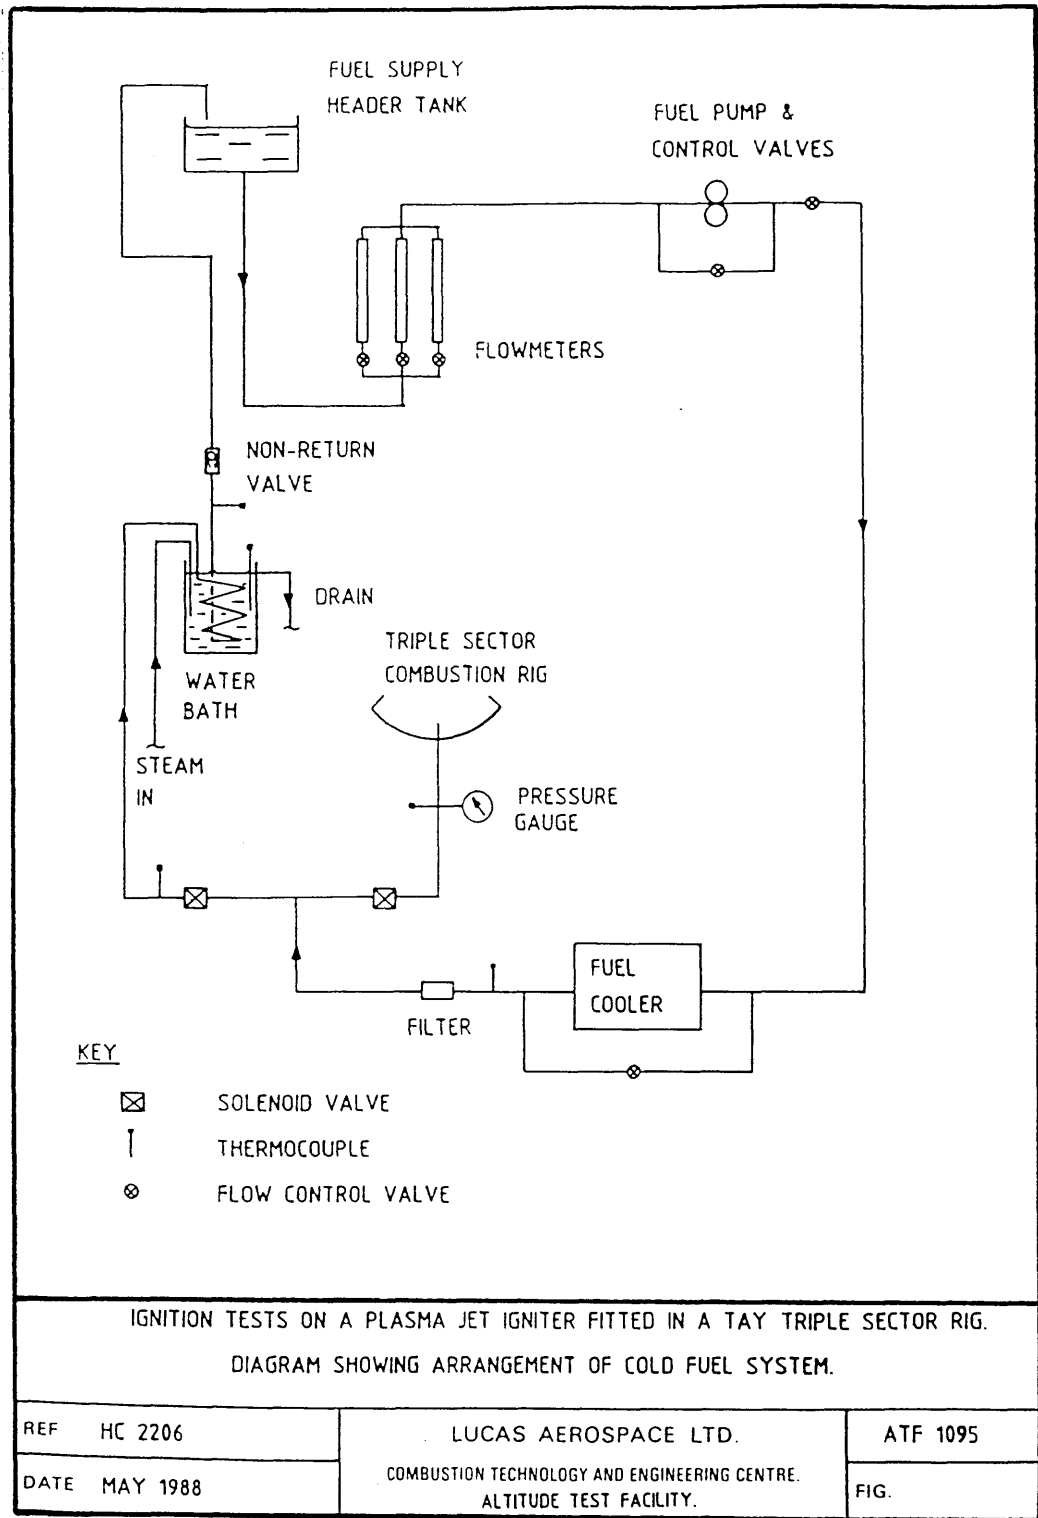 FUEL SUPPLY
HEADER TANK
FUEL PUMP &
CONTROL VALVES
FLOWMETERS
NON-RETURN
VALVE
DRAIN
TRIPLE SECTOR
COMBUSTION RIG
WATER
BATH
STEAM
IN
PRESSURE
GAUGE
FUEL
COOLER
FILTER
KEY
SOLENOID VALVE
THERMOCOUPLE
FLOW CONTROL VALVE
IGNITION TESTS ON A PLASMA JET IGNITER FITTED IN A TAY TRIPLE SECTOR RIG.
DIAGRAM SHOWING ARRANGEMENT OF COLD FUEL SYSTEM.
REF HC 2206
DATE MAY 1988
LUCAS AEROSPACE LTD.
COMBUSTION TECHNOLOGY AND ENGINEERING CENTRE.
ALTITUDE TEST FACILITY.
ATF 1095
FIG.